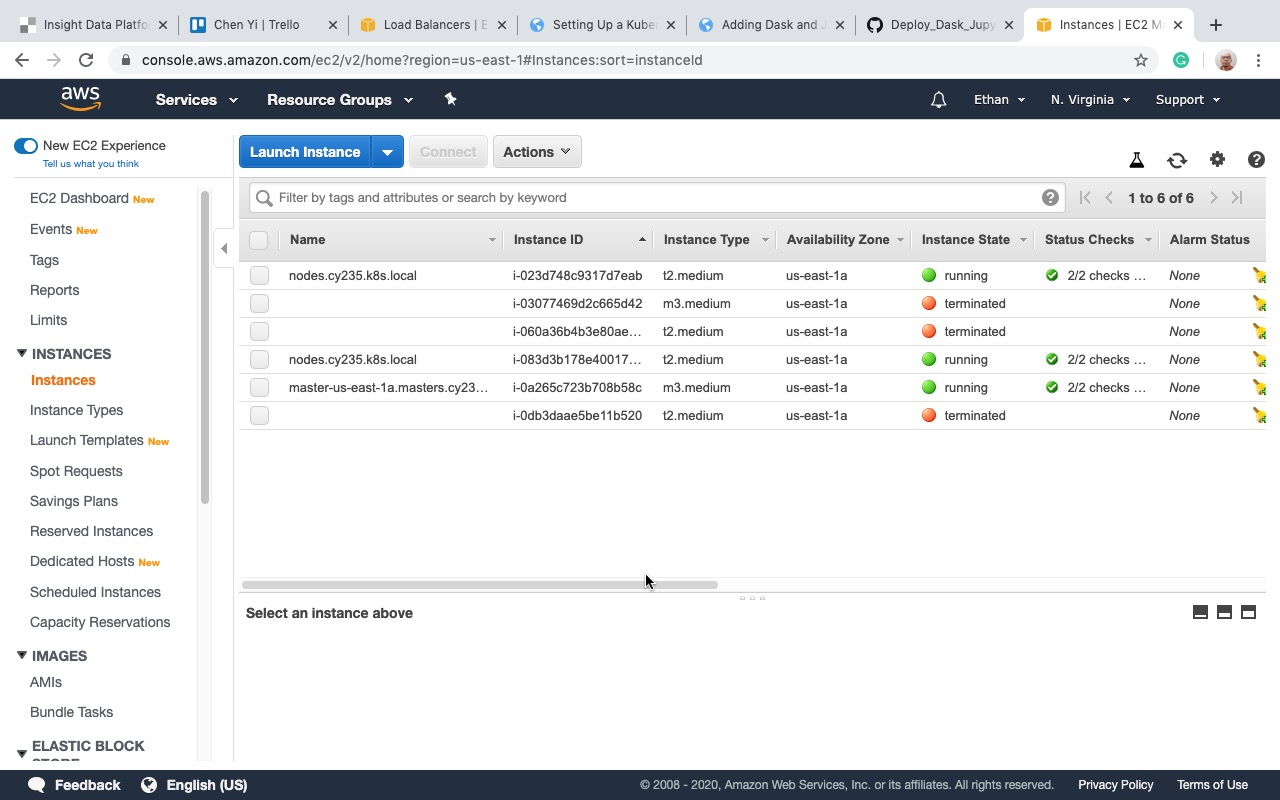 Insight Data Platfo
Chen Yi | Trello
Load Balancers | E
Setting Up a Kube
Adding Dask and J
Deploy_Dask_Jupy
Instances | EC2 M
console.aws.amazon.com/ec2/v2/home?region=us-east-1#Instances:sort=instanceId
aws Services Resource Groups Ethan N. Virginia Support
New EC2 Experience
Tell us what you think
EC2 Dashboard New
Events New
Tags
Reports
Limits
INSTANCES
Instances
Instance Types
Launch Templates New
Spot Requests
Savings Plans
Reserved Instances
Dedicated Hosts New
Scheduled Instances
Capacity Reservations
IMAGES
AMIs
Bundle Tasks
ELASTIC BLOCK
Launch Instance Connect Actions
Filter by tags and attributes or search by keyword
1 to 6 of 6
Name Instance ID Instance Type Availability Zone Instance State Status Checks Alarm Status
nodes.cy235.k8s.local i-023d748c9317d7eab t2.medium us-east-1a running 2/2 checks ... None
i-03077469d2c665d42 m3.medium us-east-1a terminated None
i-060a36b4b3e80ae... t2.medium us-east-1a terminated None
nodes.cy235.k8s.local i-083d3b178e40017... t2.medium us-east-1a running 2/2 checks ... None
master-us-east-1a.masters.cy23... i-0a265c723b708b58c m3.medium us-east-1a running 2/2 checks ... None
i-0db3daae5be11b520 t2.medium us-east-1a terminated None
Select an instance above
Feedback English (US) © 2008 - 2020, Amazon Web Services, Inc. or its affiliates. All rights reserved. Privacy Policy Terms of Use